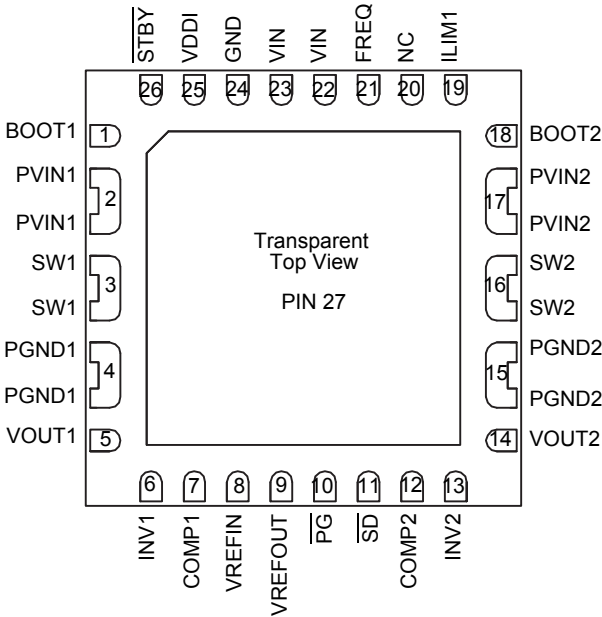 STBY
VDDI
GND
VIN
VIN
FREQ
NC
ILIM1
26
25
24
23
22
21
20
19
BOOT1
1
18
BOOT2
PVIN1
2
PVIN1
17
PVIN2
PVIN2
SW1
3
SW1
16
SW2
SW2
PGND1
4
PGND1
15
PGND2
PGND2
VOUT1
5
14
VOUT2
Transparent
Top View
PIN 27
6
7
8
9
10
11
12
13
INV1
COMP1
VREFIN
VREFOUT
PG
SD
COMP2
INV2